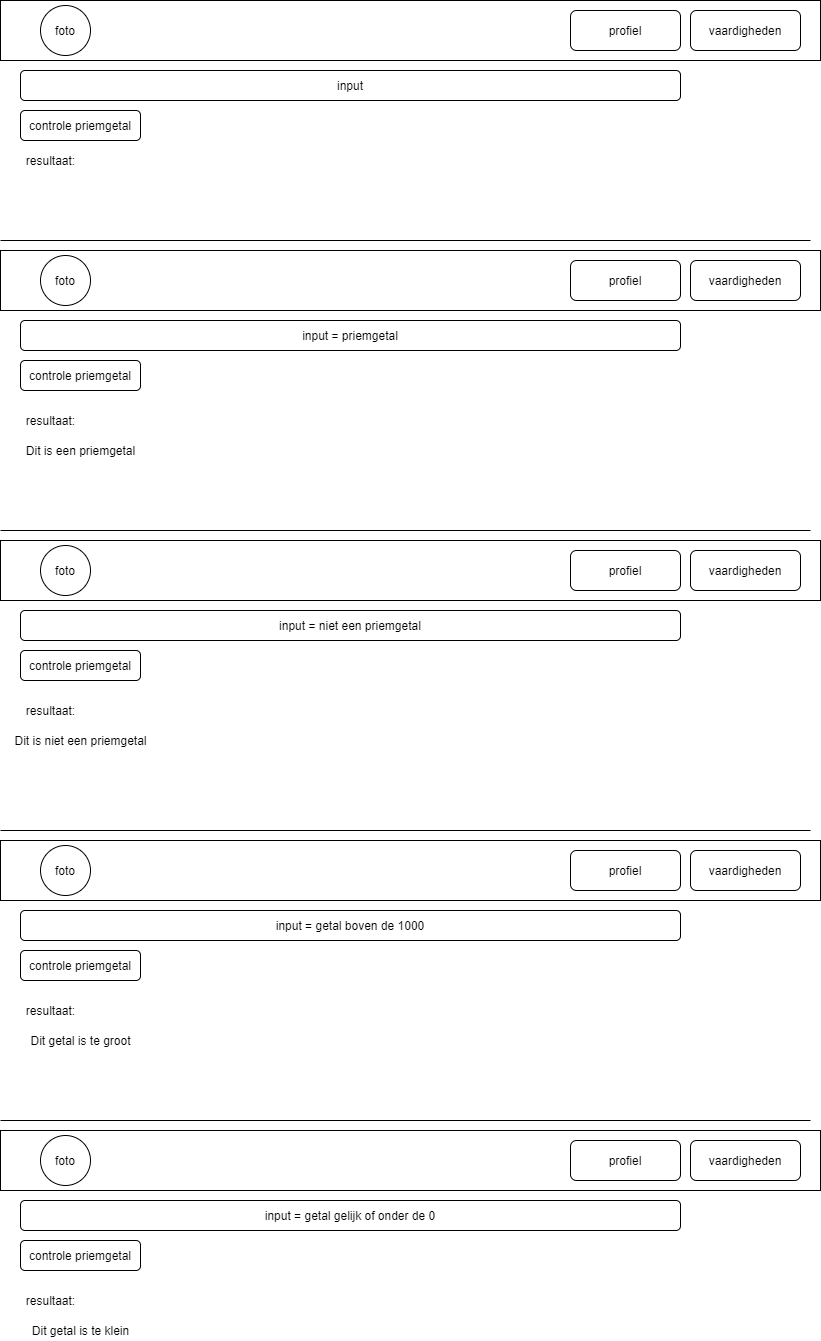 foto
profiel
vaardigheden
input
controle priemgetal
resultaat:
foto
profiel
vaardigheden
input = priemgetal
controle priemgetal
resultaat:
Dit is een priemgetal
foto
profiel
vaardigheden
input = niet een priemgetal
controle priemgetal
resultaat:
Dit is niet een priemgetal
foto
profiel
vaardigheden
input = getal boven de 1000
controle priemgetal
resultaat:
Dit getal is te groot
foto
profiel
vaardigheden
input = getal gelijk of onder de 0
controle priemgetal
resultaat:
Dit getal is te klein